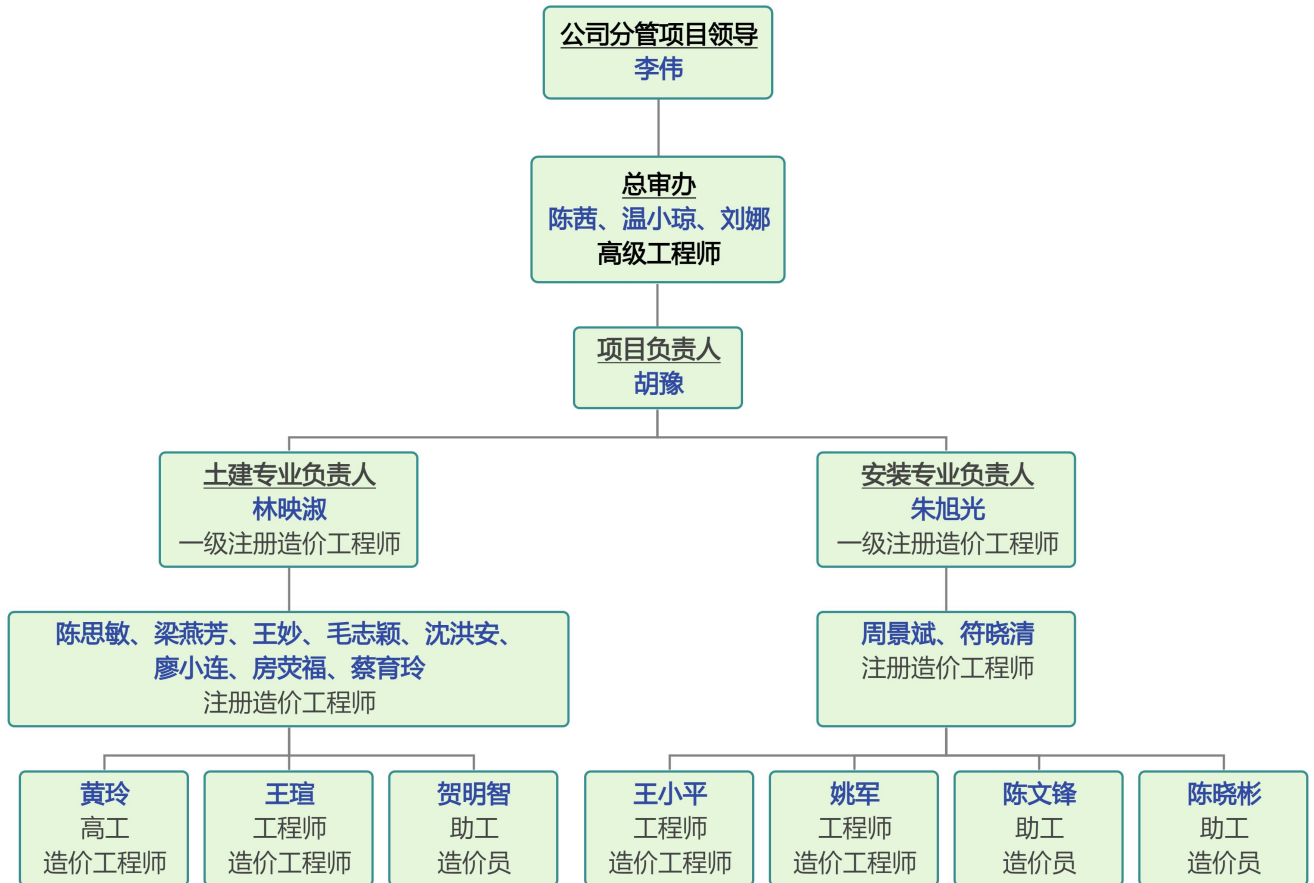 公司分管项目领导
李伟
总审办
陈茜、温小琼、刘娜
高级工程师
项目负责人
胡豫
土建专业负责人
林映淑
一级注册造价工程师
安装专业负责人
朱旭光
一级注册造价工程师
陈思敏、梁燕芳、王妙、毛志颖、沈洪安、
廖小连、房荧福、蔡育玲
注册造价工程师
周景斌、符晓清
注册造价工程师
黄玲
高工
造价工程师
王瑄
工程师
造价工程师
贺明智
助工
造价员
王小平
工程师
造价工程师
姚军
工程师
造价工程师
陈文锋
助工
造价员
陈晓彬
助工
造价员